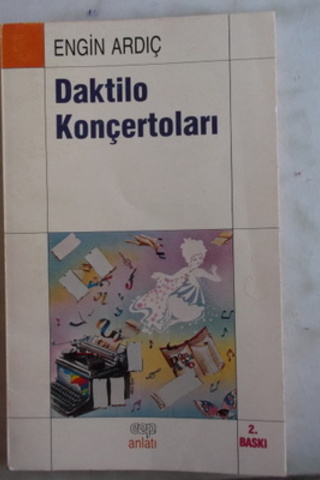 ENGİN ARDIÇ
Daktilo
Konçertoları
cep
anlatı
2.
BASKI